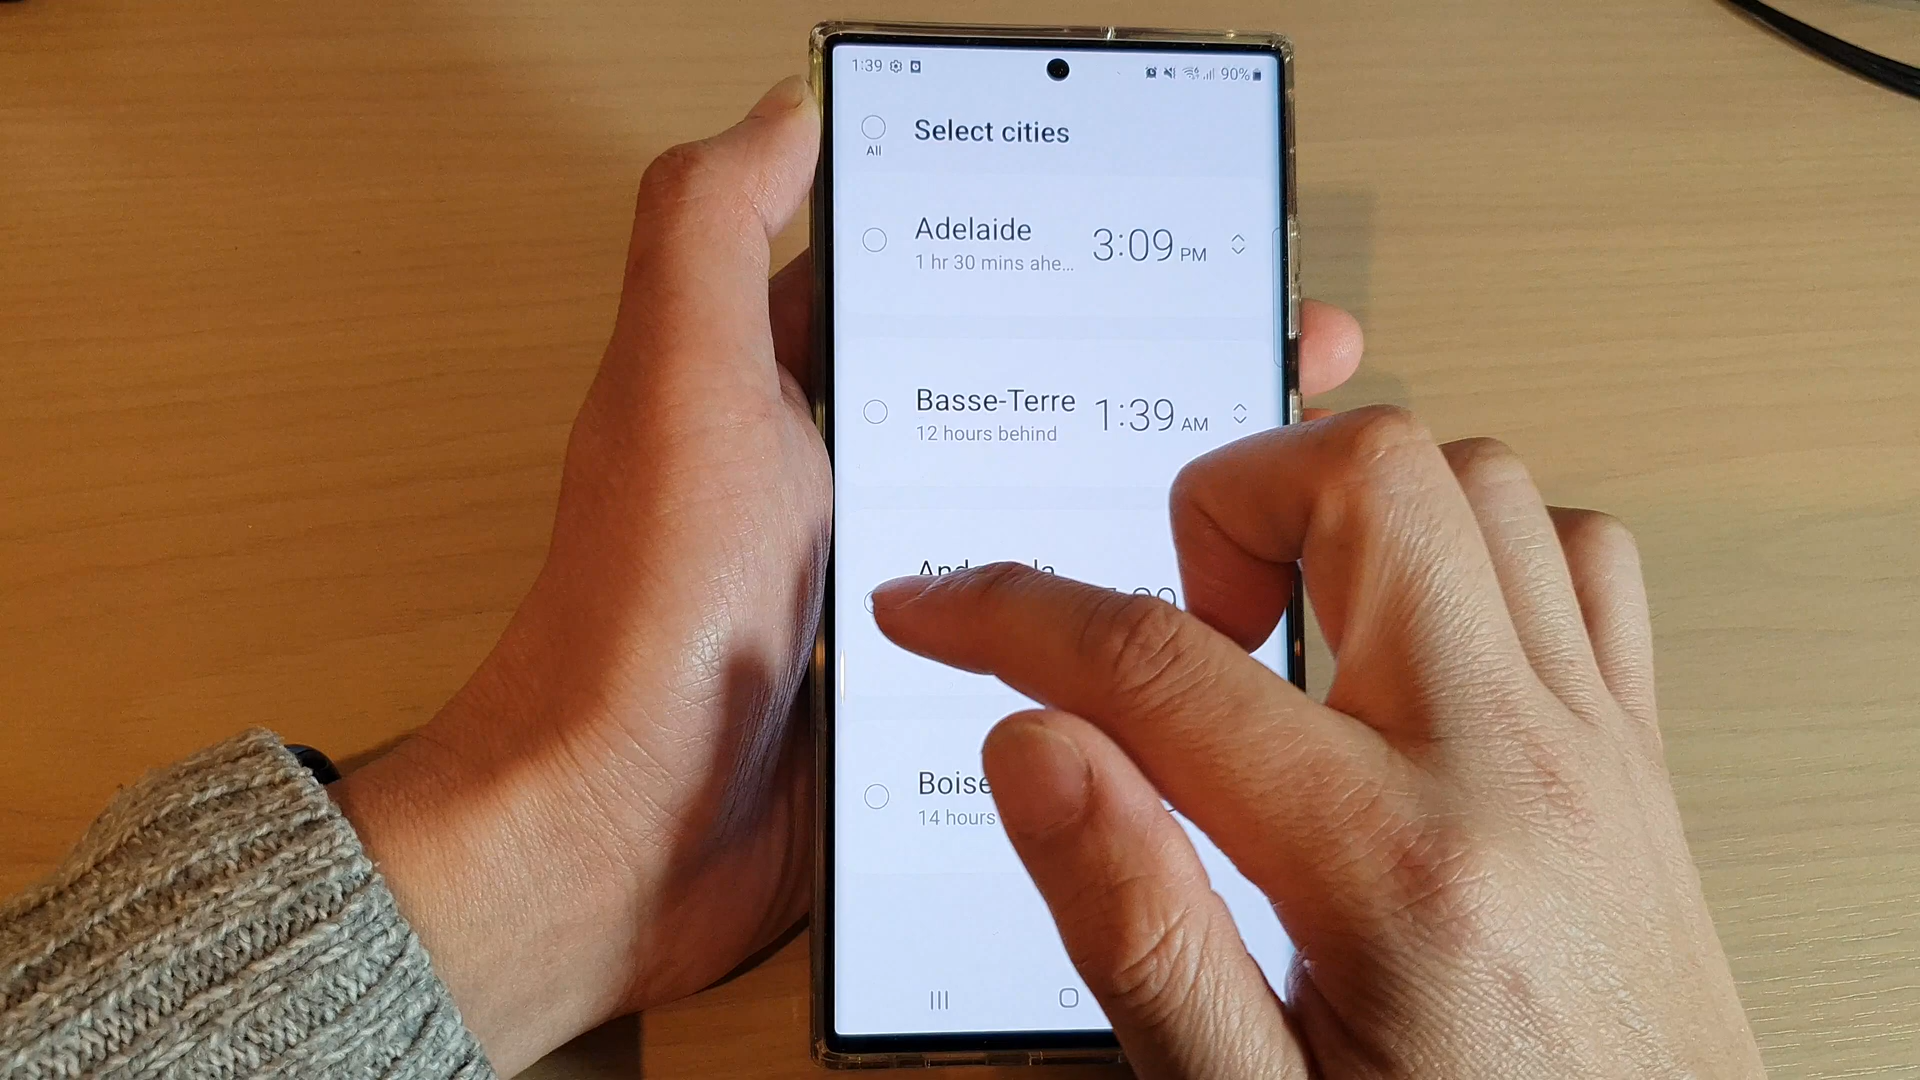 1:39 90%
Select cities
All
Adelaide 3:09 PM
1 hr 30 mins ahe...
Basse-Terre 1:39 AM
12 hours behind
Boise
14 hours